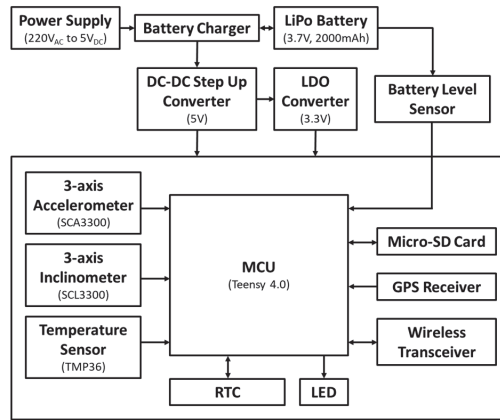 Power Supply
(220VAC to 5VDC)
Battery Charger
LiPo Battery
(3.7V, 2000mAh)
DC-DC Step Up
Converter
(5V)
LDO
Converter
(3.3V)
Battery Level
Sensor
3-axis
Accelerometer
(SCA3300)
3-axis
Inclinometer
(SCL3300)
Temperature
Sensor
(TMP36)
MCU
(Teensy 4.0)
Micro-SD Card
GPS Receiver
Wireless
Transceiver
RTC
LED